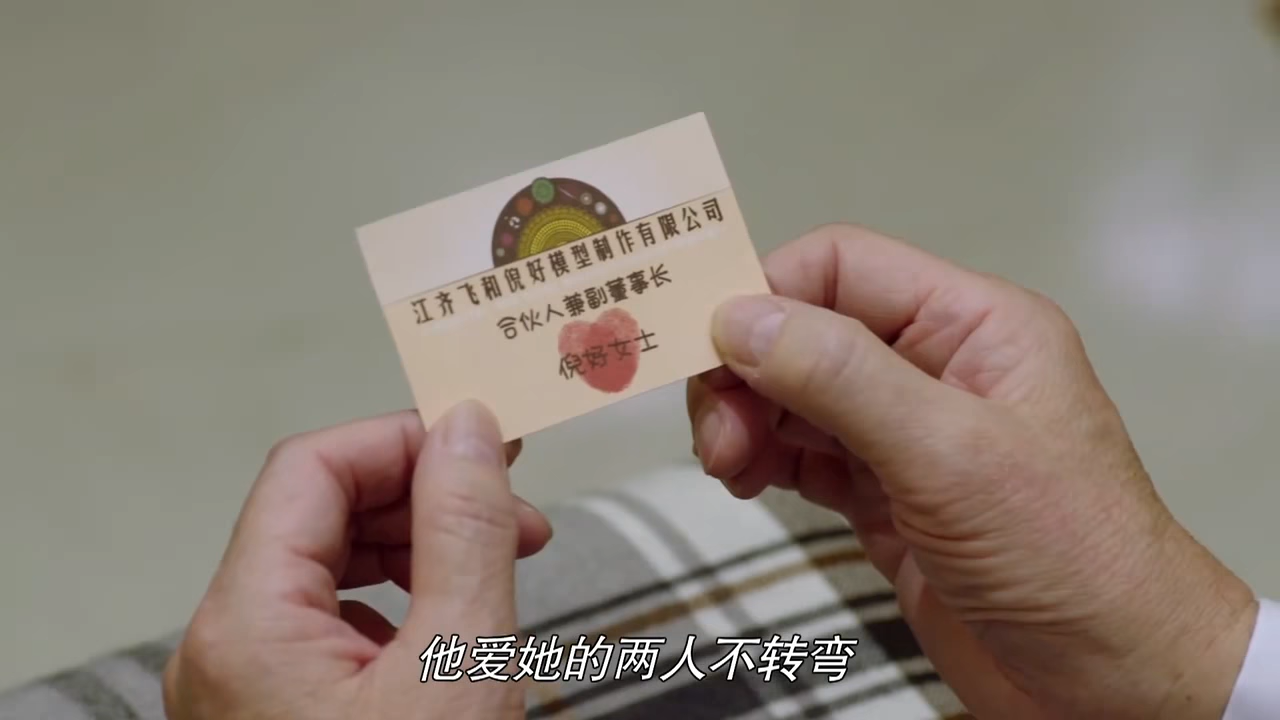 江齐飞和倪好模型制作有限公司
合伙人兼副董事长
倪好女士
他爱她的两人不转弯